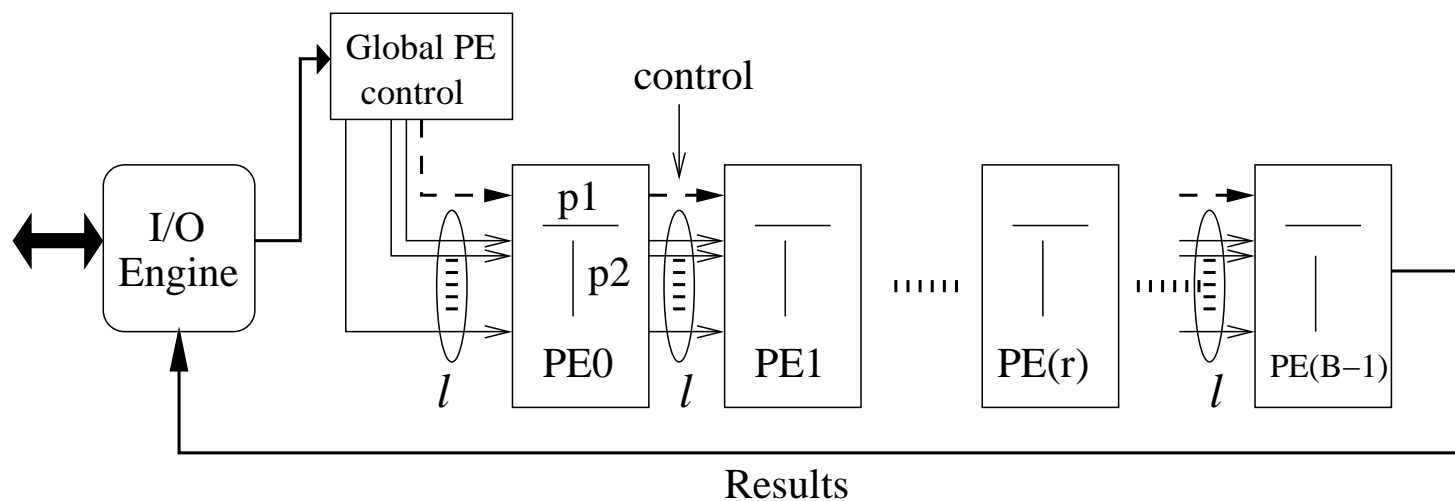 Global PE
control
control
I/O
Engine
p1
p2
PE0
PE1
PE(r)
PE(B−1)
l
l
l
Results